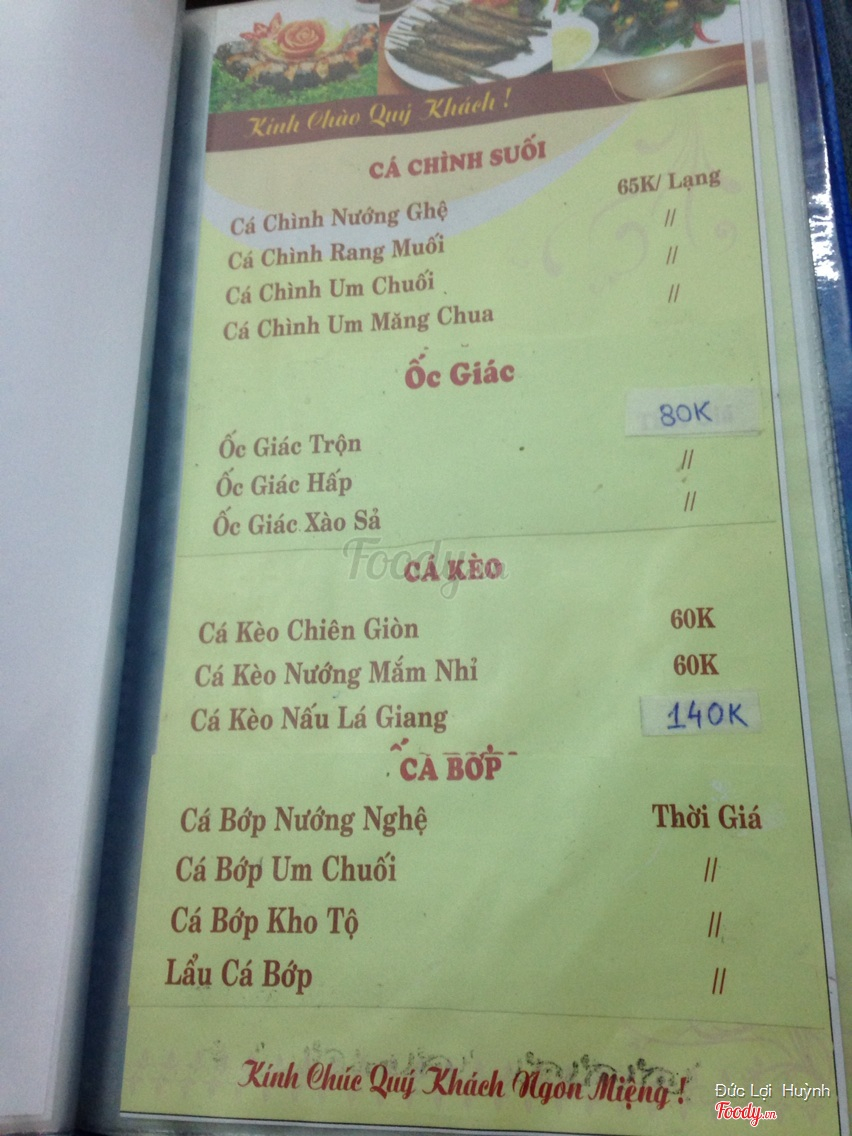 Kính Chào Quý Khách !
CÁ CHÌNH SUỐI
65K/ Lạng
Cá Chình Nướng Ghệ //
Cá Chình Rang Muối //
Cá Chình Um Chuối //
Cá Chình Um Măng Chua
Ốc Giác
80K
Ốc Giác Trộn
Ốc Giác Hấp //
Ốc Giác Xào Sả //
Foody.vn
CÁ KÈO
Cá Kèo Chiên Giòn 60K
Cá Kèo Nướng Mắm Nhỉ 60K
Cá Kèo Nấu Lá Giang 140K
CÁ BỚP
Cá Bớp Nướng Nghệ Thời Giá
Cá Bớp Um Chuối //
Cá Bớp Kho Tộ //
Lẩu Cá Bớp //
Kính Chúc Quý Khách Ngon Miệng !
Đức Lợi Huỳnh
Foody.vn